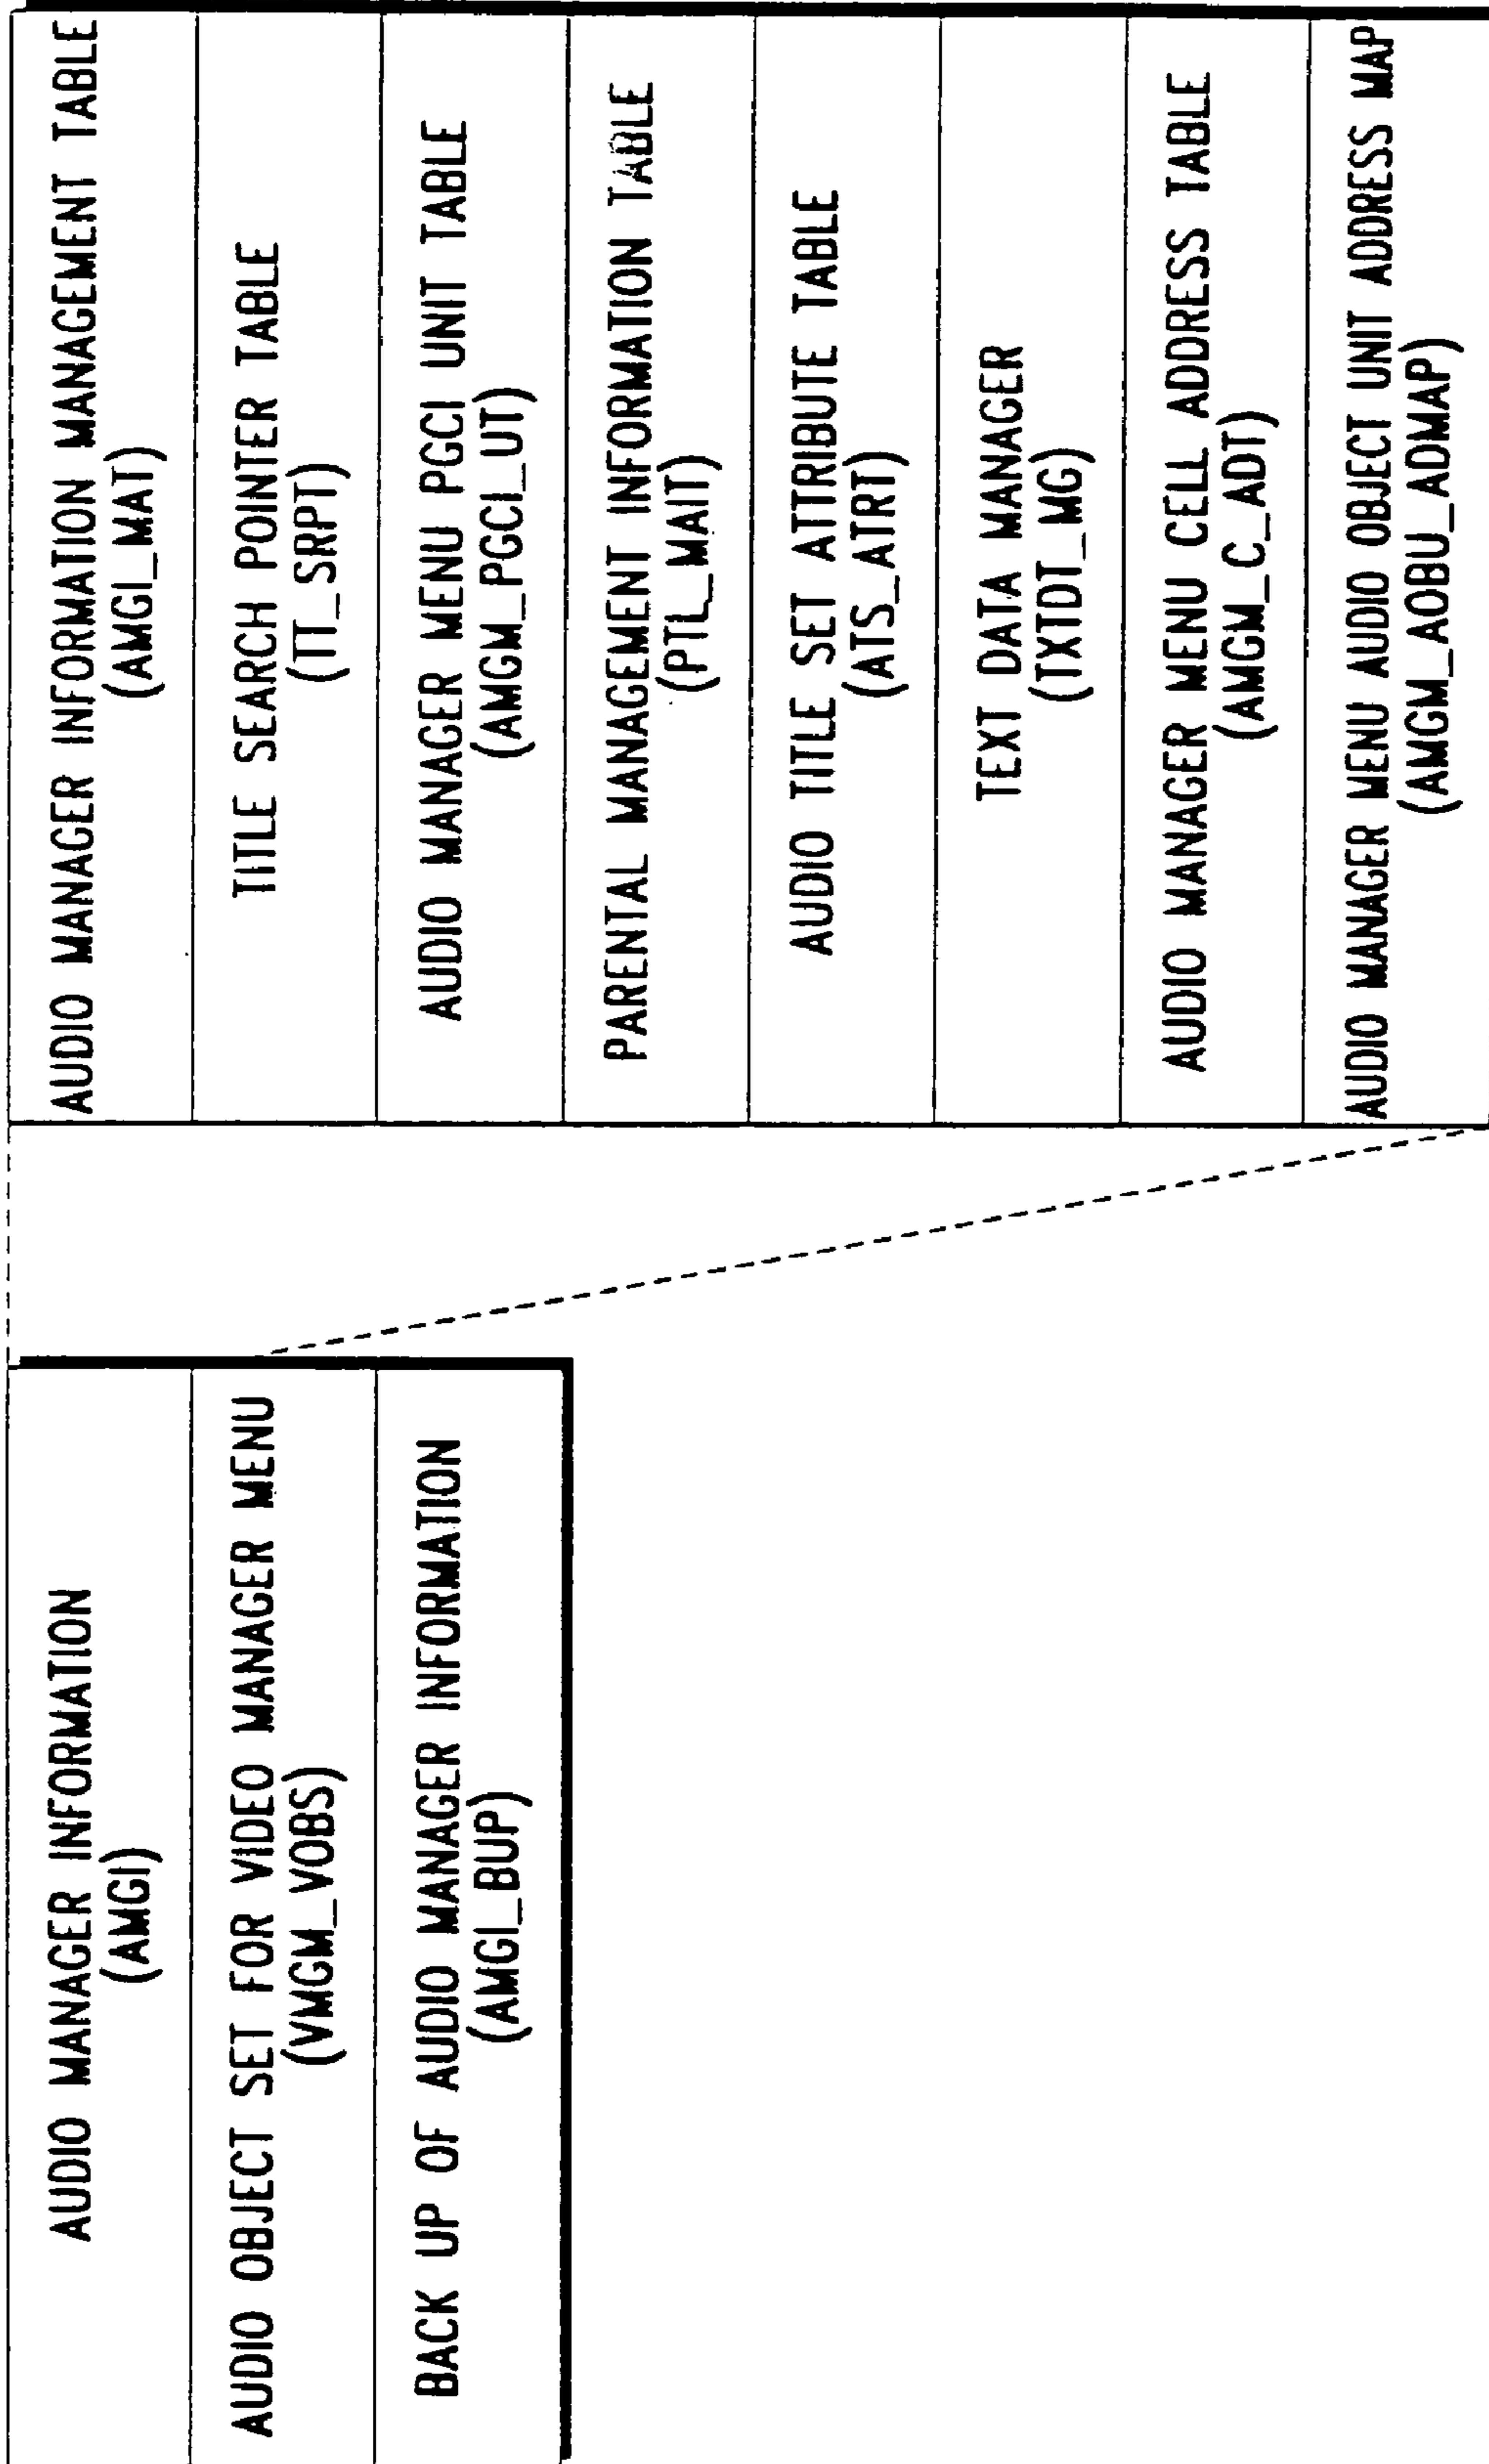 AUDIO MANAGER INFORMATION
(AMGI)
AUDIO OBJECT SET FOR VIDEO MANAGER MENU
(VMGM_VOBS)
BACK UP OF AUDIO MANAGER INFORMATION
(AMGI_BUP)
AUDIO MANAGER INFORMATION MANAGEMENT TABLE
(AMGI_MAT)
TITLE SEARCH POINTER TABLE
(TT_SRPT)
AUDIO MANAGER MENU PGCI UNIT TABLE
(AMGM_PGCI_UT)
PARENTAL MANAGEMENT INFORMATION TABLE
(PTL_MAIT)
AUDIO TITLE SET ATTRIBUTE TABLE
(ATS_ATRT)
TEXT DATA MANAGER
(TXTDT_MG)
AUDIO MANAGER MENU CELL ADDRESS TABLE
(AMGM_C_ADT)
AUDIO MANAGER MENU AUDIO OBJECT UNIT ADDRESS MAP
(AMGM_AOBU_ADMAP)